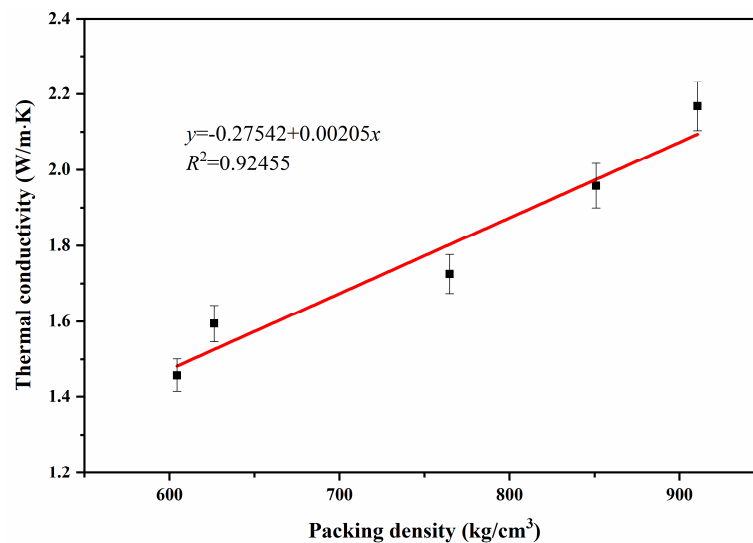 2.4
2.2
2.0
1.8
1.6
1.4
1.2
Thermal conductivity (W/m·K)
y=-0.27542+0.00205x
R²=0.92455
600
700
800
900
Packing density (kg/cm³)